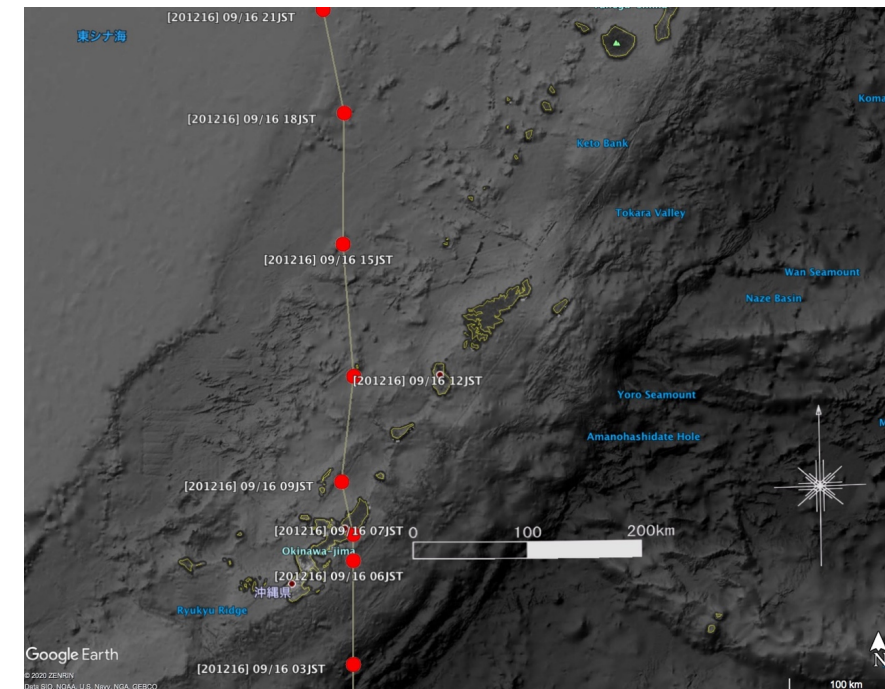 [201216] 09/16 21JST
東シナ海
Koma
[201216] 09/16 18JST
Keto Bank
Tokara Valley
[201216] 09/16 15JST
Wan Seamount
Naze Basin
[201216] 09/16 12JST
Yoro Seamount
M
Amanohashidate Hole
[201216] 09/16 09JST
[201216] 09/16 07JST
0 100 200km
Okinawa-jima
[201216] 09/16 06JST
沖縄県
Ryukyu Ridge
Google Earth
N
[201216] 09/16 03JST
© 2020 ZENRIN
Data SIO, NOAA, U.S. Navy, NGA, GEBCO
100 km